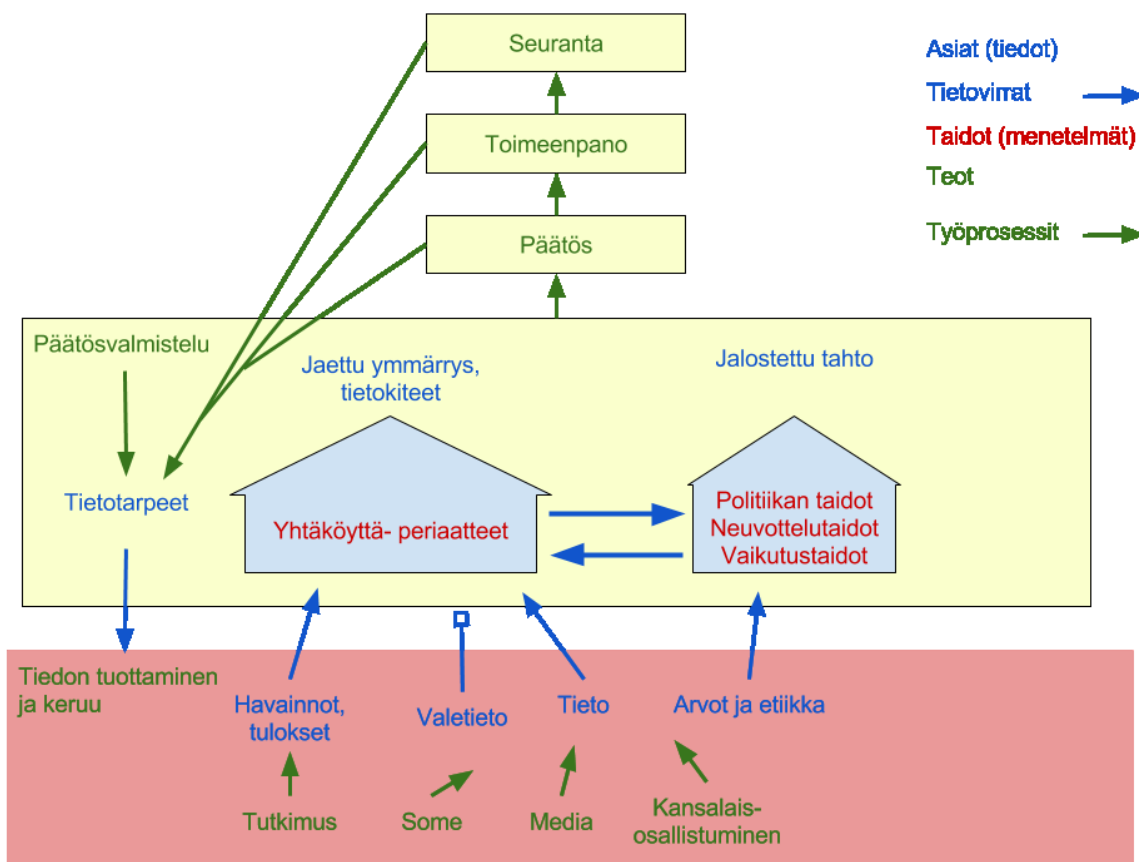 Seuranta
Toimeenpano
Päätös
Asiat (tiedot)
Tietovirrat
Taidot (menetelmät)
Teot
Työprosessit
Päätösvalmistelu
Jaettu ymmärrys,
tietokiteet
Jalostettu tahto
Tietotarpeet
Yhtäköyttä- periaatteet
Politiikan taidot
Neuvottelutaidot
Vaikutustaidot
Tiedon tuottaminen
ja keruu
Havainnot,
tulokset
Valetieto
Tieto
Arvot ja etiikka
Tutkimus
Some
Media
Kansalais-
osallistuminen